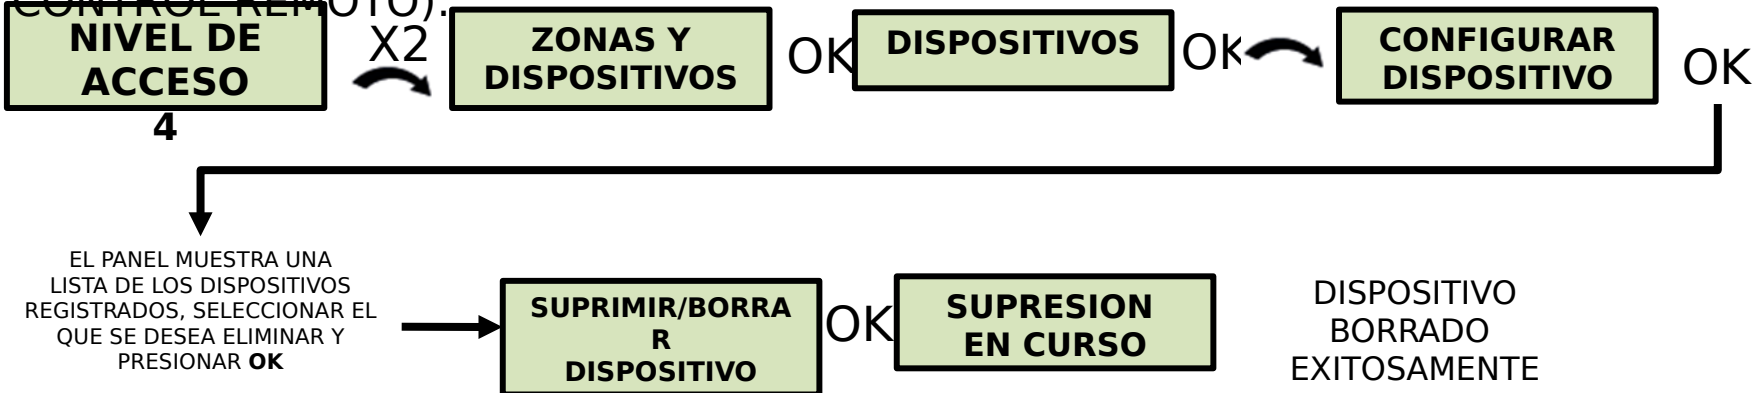 CONTROL REMOTO).
NIVEL DE
ACCESO
4
X2
ZONAS Y
DISPOSITIVOS
OK
DISPOSITIVOS
OK
CONFIGURAR
DISPOSITIVO
OK
EL PANEL MUESTRA UNA
LISTA DE LOS DISPOSITIVOS
REGISTRADOS, SELECCIONAR EL
QUE SE DESEA ELIMINAR Y
PRESIONAR OK
SUPRIMIR/BORRA
R
DISPOSITIVO
OK
SUPRESION
EN CURSO
DISPOSITIVO
BORRADO
EXITOSAMENTE